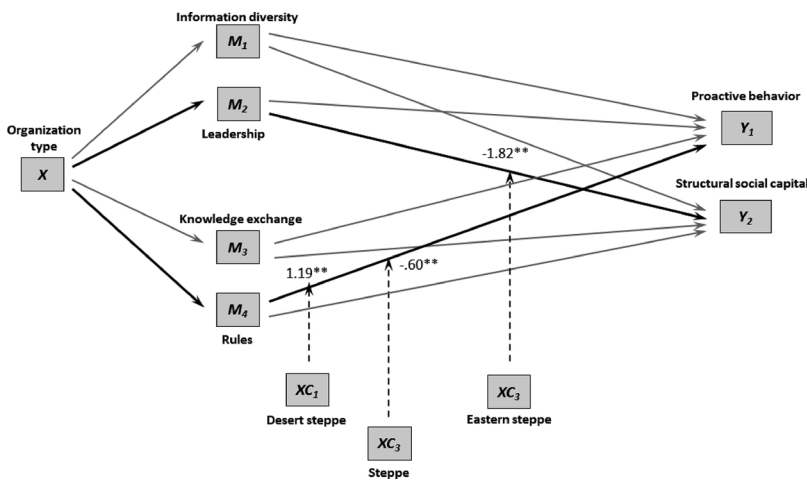 Information diversity
M1
M2
Leadership
Organization
type
X
Knowledge exchange
M3
M4
Rules
1.19**
-.60**
-1.82**
Proactive behavior
Y1
Structural social capital
Y2
XC1
Desert steppe
XC3
Steppe
XC3
Eastern steppe